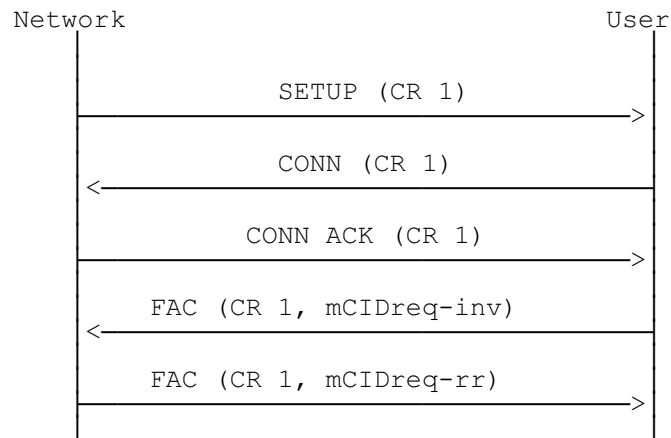 Network User
SETUP (CR 1)
CONN (CR 1)
CONN ACK (CR 1)
FAC (CR 1, mCIDreq-inv)
FAC (CR 1, mCIDreq-rr)